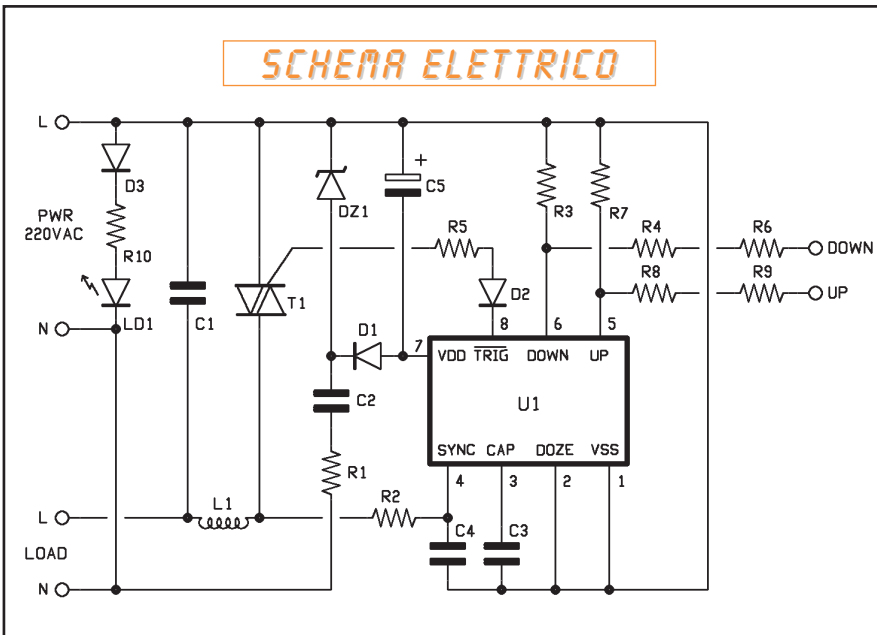 SCHEMA ELETTRICO
L
D3
PWR
220VAC
R10
LD1
N
C1
T1
DZ1
+
C5
R5
D2
R3
R7
R4
R6
DOWN
R8
R9
UP
D1
7
8
6
5
VDD
TRIG
DOWN
UP
U1
C2
R1
SYNC
CAP
DOZE
VSS
4
3
2
1
L
L1
R2
C4
C3
LOAD
N